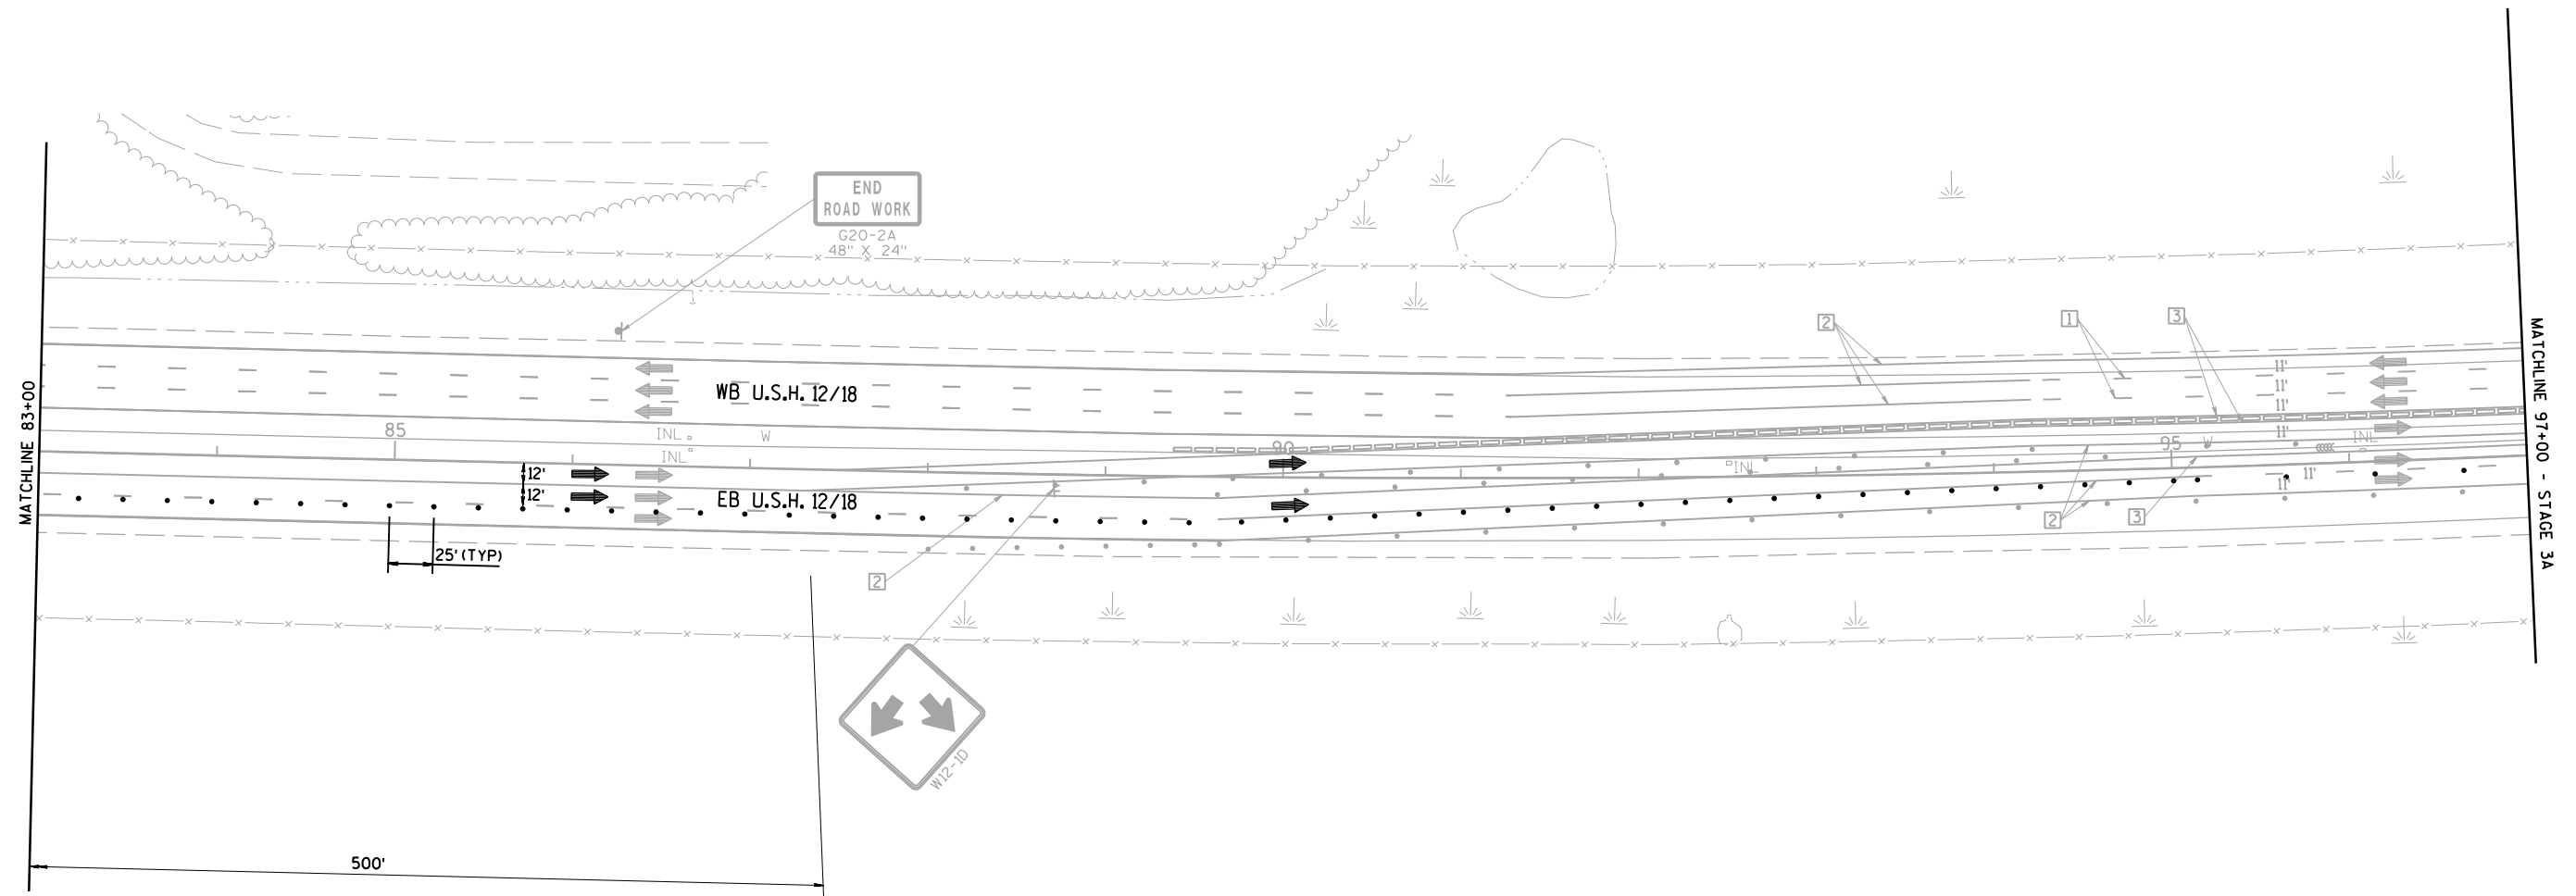 MATCHLINE 83+00
END
ROAD WORK
G20-2A
48" X 24"
2
1
3
11'
11'
11'
WB U.S.H. 12/18
85
INL
W
INL
90
11'
95
W
INL
INL
12'
12'
EB U.S.H. 12/18
11'
11'
2
3
25' (TYP)
2
W12-1D
500'
MATCHLINE 97+00 - STAGE 3A